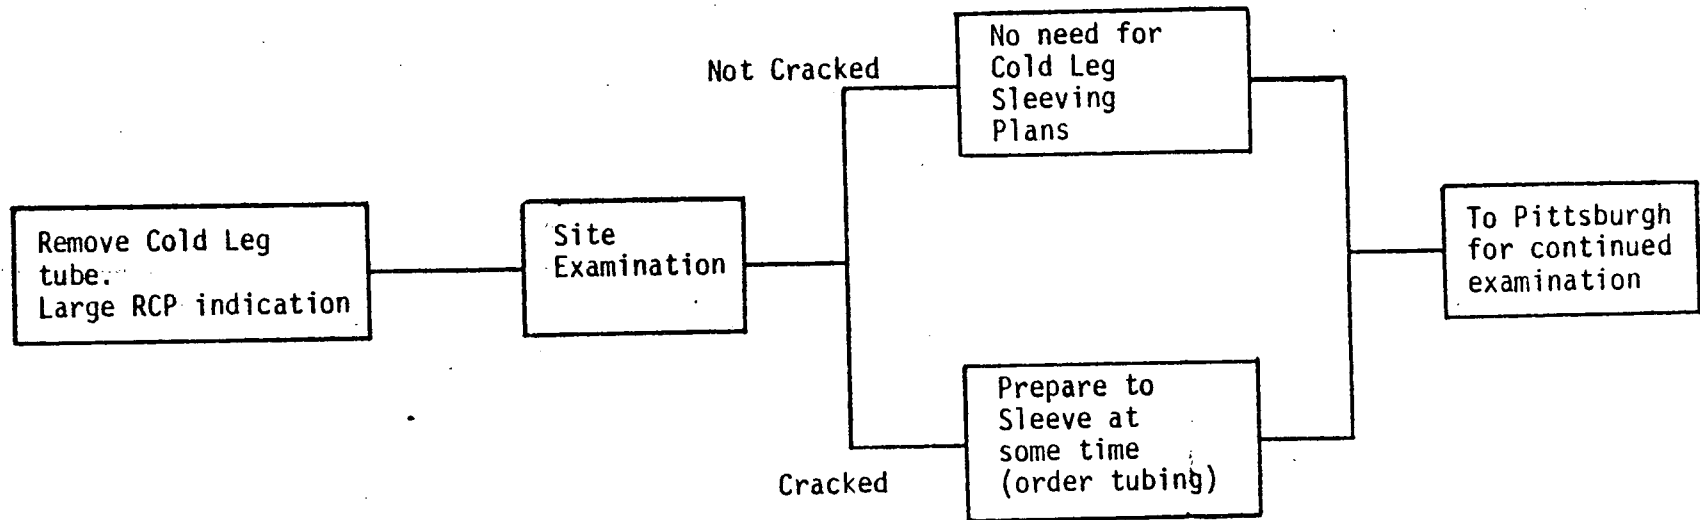 Remove Cold Leg
tube.
Large RCP indication
Site
Examination
Not Cracked
No need for
Cold Leg
Sleeving
Plans
Cracked
Prepare to
Sleeve at
some time
(order tubing)
To Pittsburgh
for continued
examination